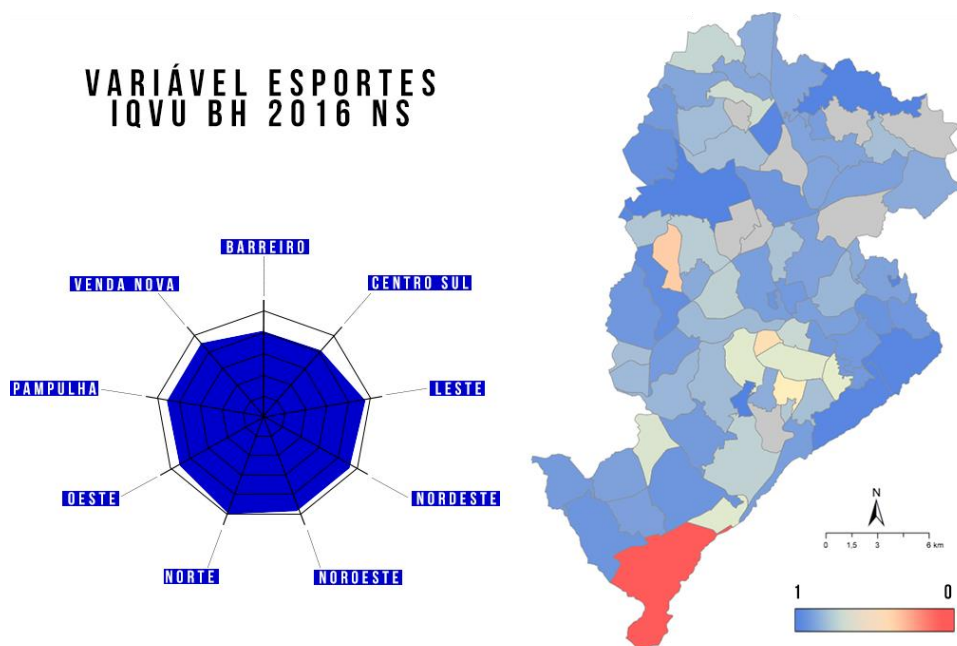 VARIÁVEL ESPORTES
IQVU BH 2016 NS
BARREIRO
VENDA NOVA
CENTRO SUL
PAMPULHA
LESTE
OESTE
NORDESTE
NORTE
NOROESTE
N
0 1,5 3 6 km
1 0